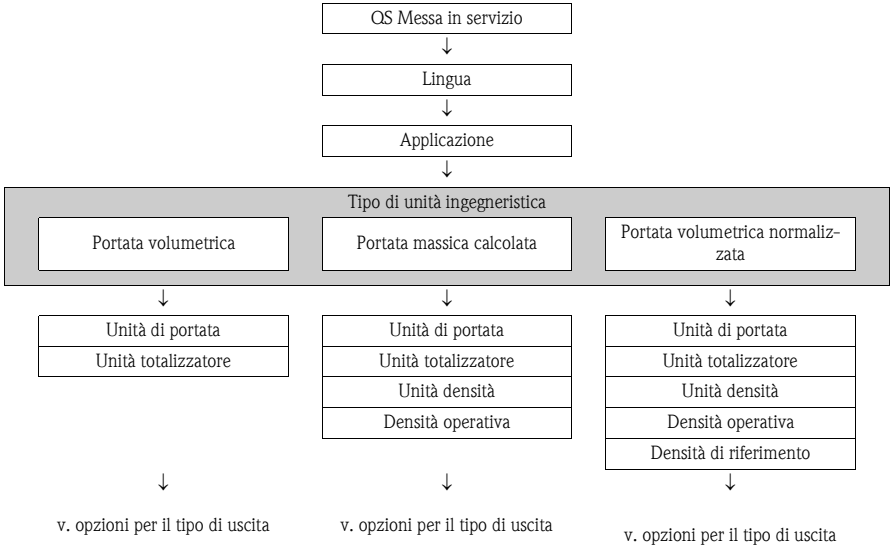 QS Messa in servizio
↓
Lingua
↓
Applicazione
↓
Tipo di unità ingegneristica
Portata volumetrica
Portata massica calcolata
Portata volumetrica normaliz-
zata
↓ ↓ ↓
Unità di portata
Unità totalizzatore
Unità di portata
Unità totalizzatore
Unità densità
Densità operativa
Unità di portata
Unità totalizzatore
Unità densità
Densità operativa
Densità di riferimento
↓ ↓ ↓
v. opzioni per il tipo di uscita
v. opzioni per il tipo di uscita
v. opzioni per il tipo di uscita